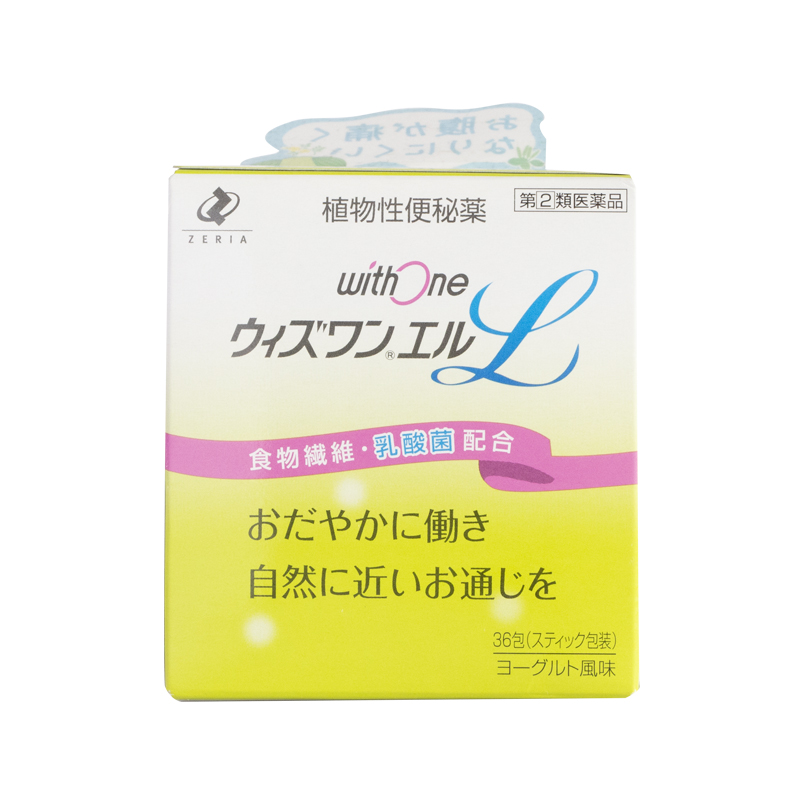 お腹が痛く
なりにくい
ZERIA
植物性便秘薬
第②類医薬品
withOne
ウィズワン®エル L
食物繊維・乳酸菌 配合
おだやかに働き
自然に近いお通じを
36包(スティック包装)
ヨーグルト風味